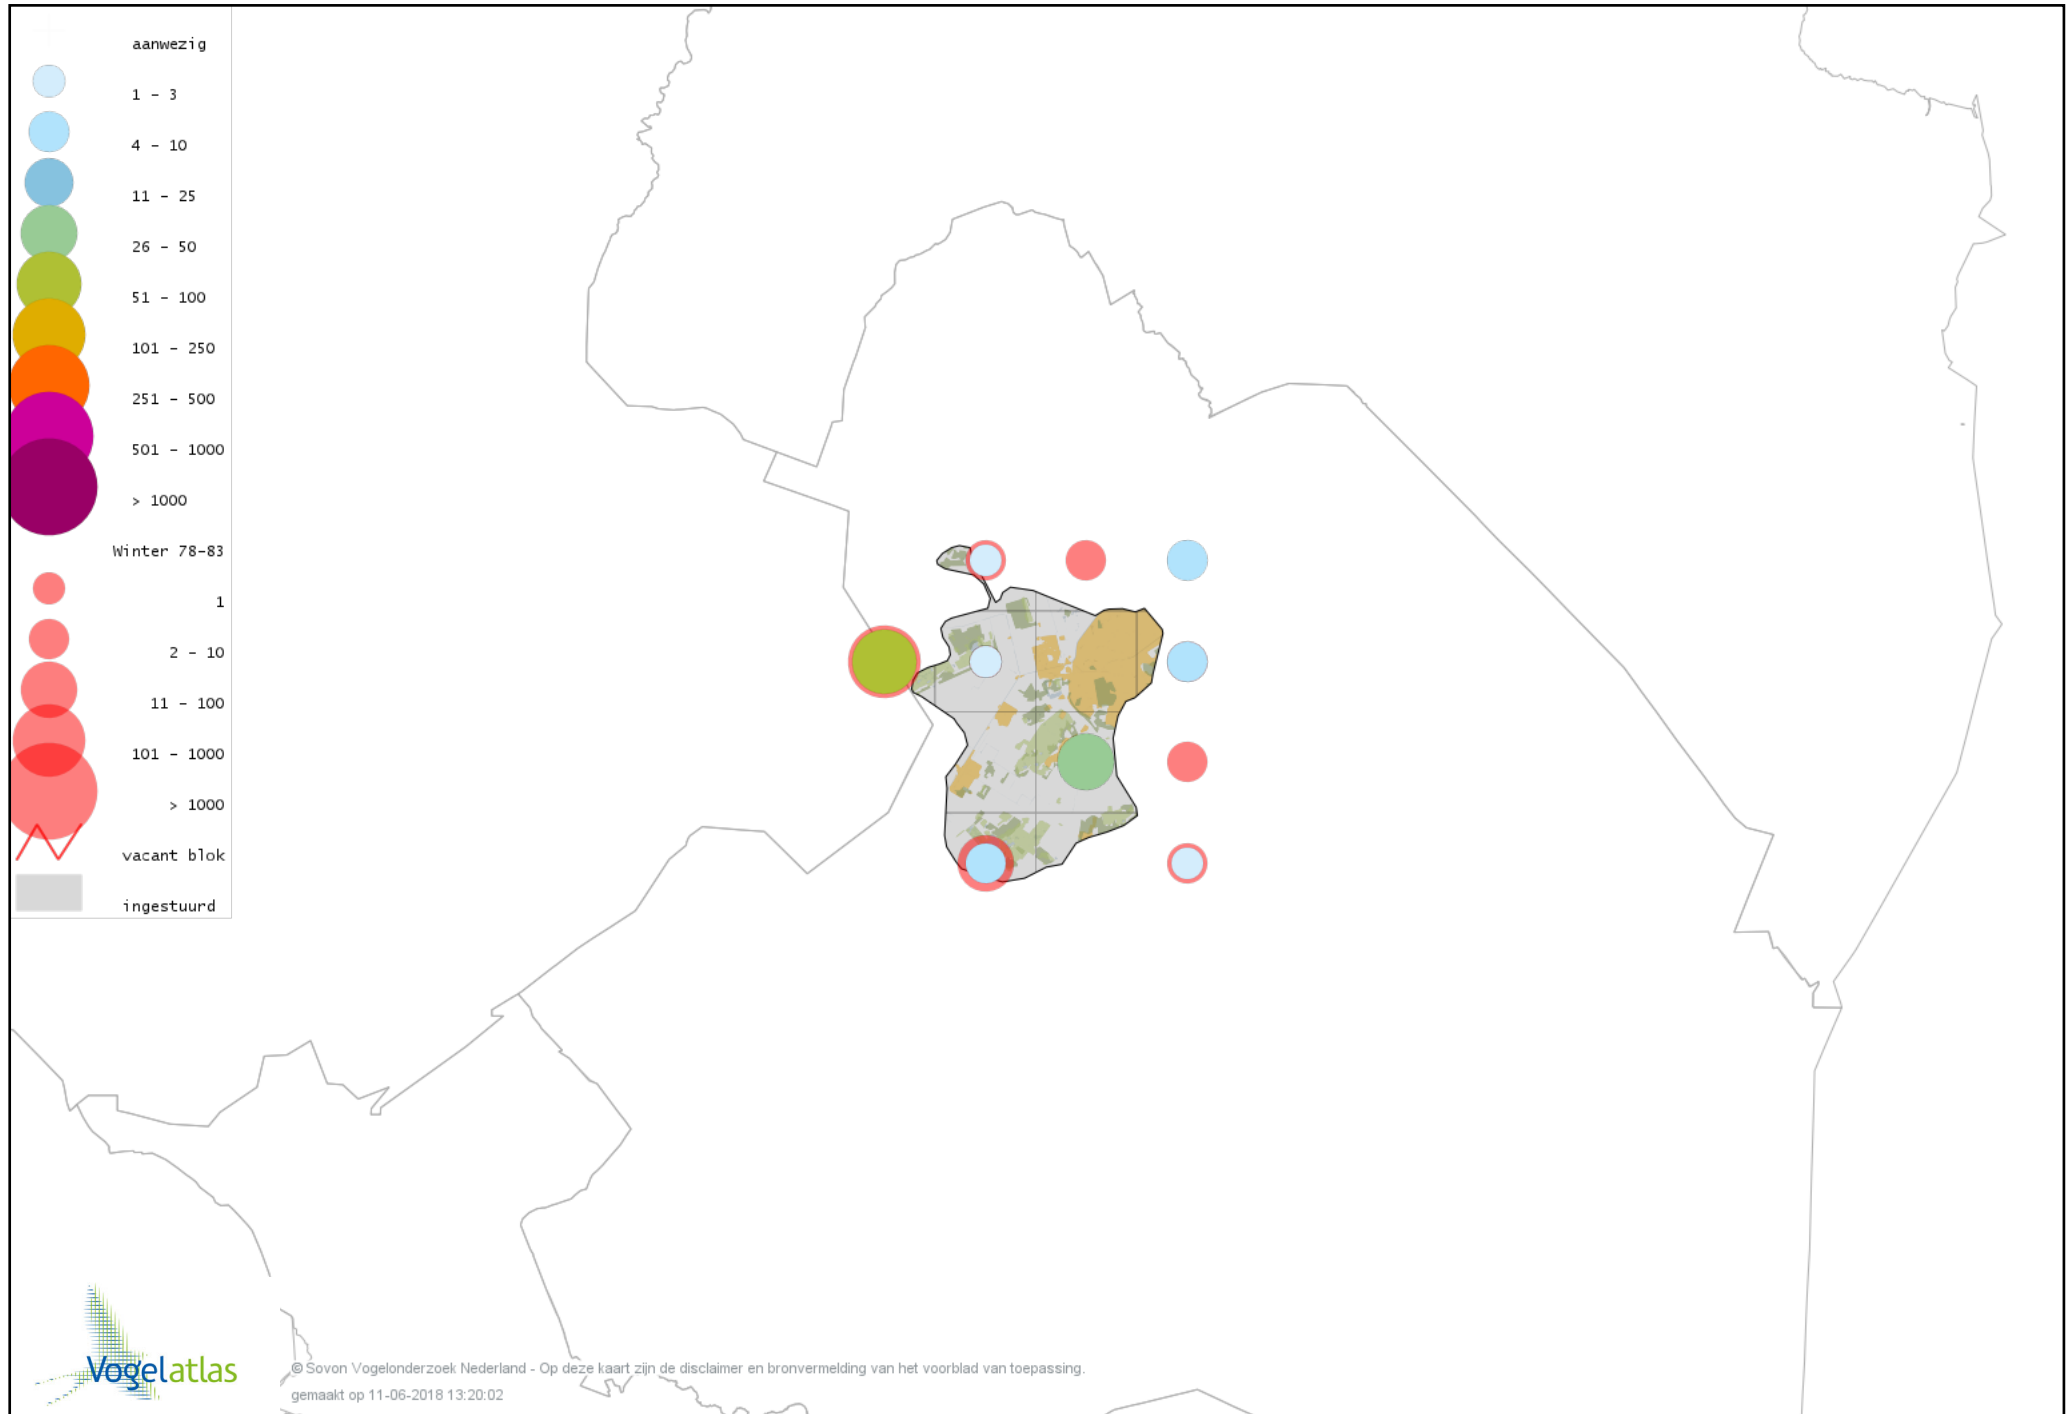 aanwezig
1 - 3
4 - 10
11 - 25
26 - 50
51 - 100
101 - 250
251 - 500
501 - 1000
> 1000
Winter 78-83
1
2 - 10
11 - 100
101 - 1000
> 1000
vacant blok
ingestuurd
Vogelatlas
© Sovon Vogelonderzoek Nederland - Op deze kaart zijn de disclaimer en bronvermelding van het voorblad van toepassing.
gemaakt op 11-06-2018 13:20:02